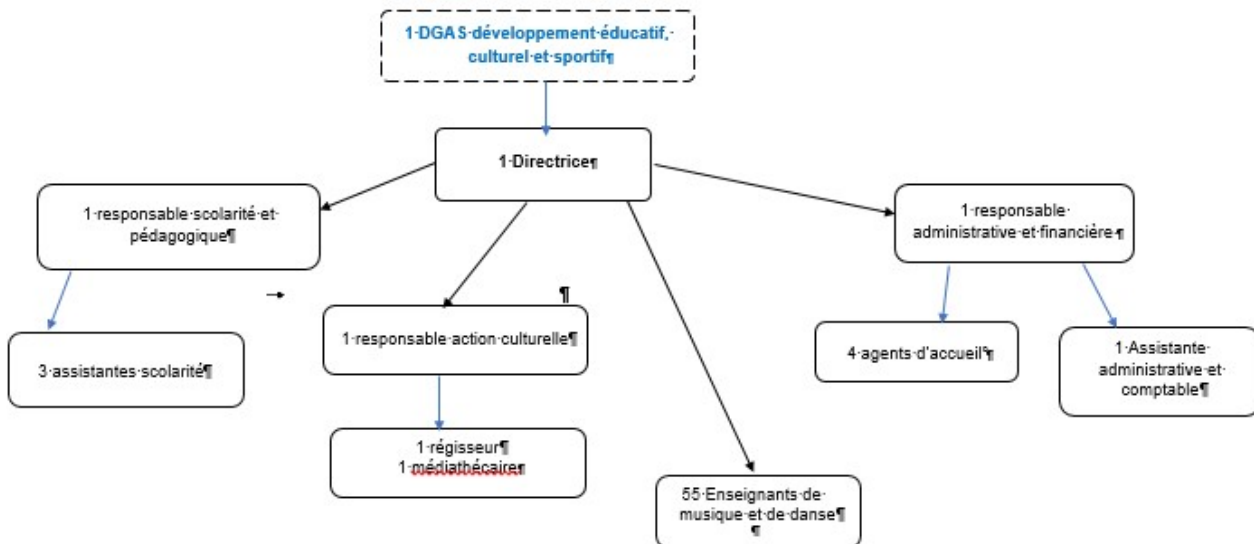 1 DGAS développement éducatif,
culturel et sportif¶
1 Directrice¶
1 responsable scolarité et
pédagogique¶
1 responsable
administrative et financière ¶
¶
1 responsable action culturelle¶
4 agents d'accueil¶
1 Assistante
administrative et
comptable¶
3 assistantes scolarité¶
1 régisseur¶
1 médiathécaire¶
55 Enseignants de
musique et de danse¶
¶